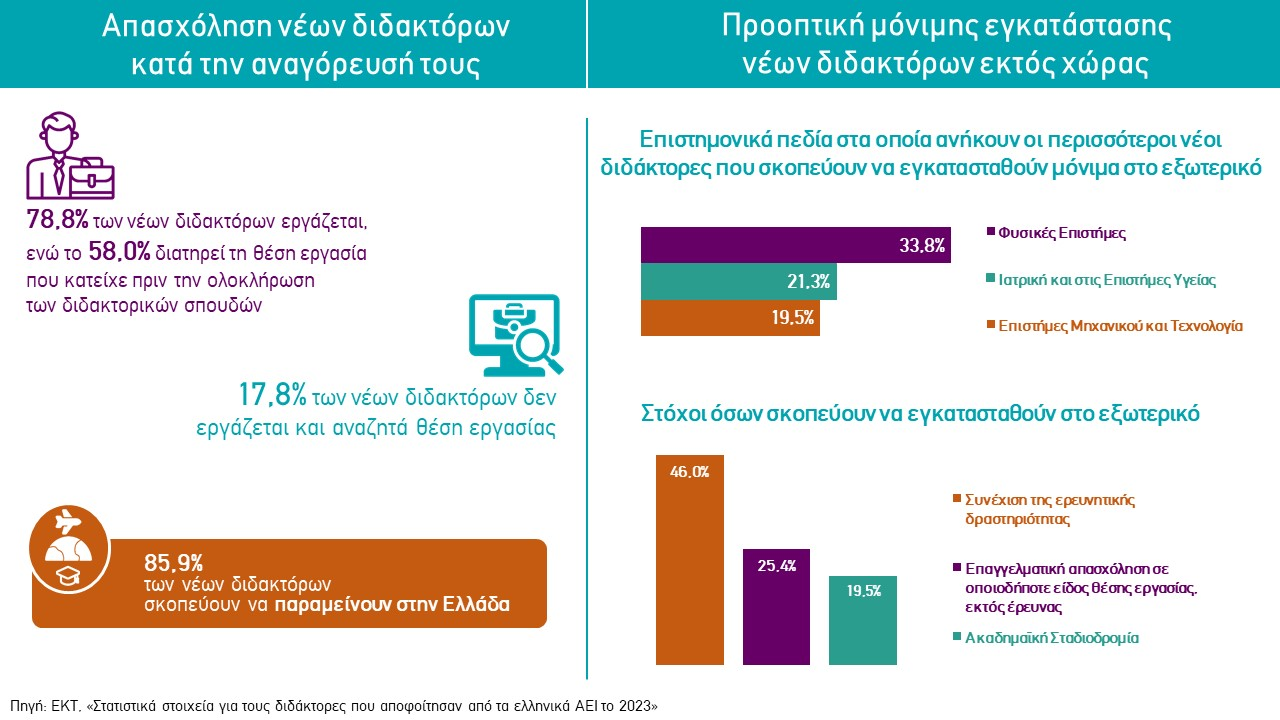 Απασχόληση νέων διδακτόρων
κατά την αναγόρευσή τους
Προοπτική μόνιμης εγκατάστασης
νέων διδακτόρων εκτός χώρας
78,8% των νέων διδακτόρων εργάζεται,
ενώ το 58,0% διατηρεί τη θέση εργασία
που κατείχε πριν την ολοκλήρωση
των διδακτορικών σπουδών
17,8% των νέων διδακτόρων δεν
εργάζεται και αναζητά θέση εργασίας
85,9%
των νέων διδακτόρων
σκοπεύουν να παραμείνουν στην Ελλάδα
Επιστημονικά πεδία στα οποία ανήκουν οι περισσότεροι νέοι
διδάκτορες που σκοπεύουν να εγκατασταθούν μόνιμα στο εξωτερικό
33,8%
21,3%
19,5%
Φυσικές Επιστήμες
Ιατρική και στις Επιστήμες Υγείας
Επιστήμες Μηχανικού και Τεχνολογία
Στόχοι όσων σκοπεύουν να εγκατασταθούν στο εξωτερικό
46,0%
25,4%
19,5%
Συνέχιση της ερευνητικής
δραστηριότητας
Επαγγελματική απασχόληση σε
οποιοδήποτε είδος θέσης εργασίας,
εκτός έρευνας
Ακαδημαϊκή Σταδιοδρομία
Πηγή: ΕΚΤ, «Στατιστικά στοιχεία για τους διδάκτορες που αποφοίτησαν από τα ελληνικά ΑΕΙ το 2023»